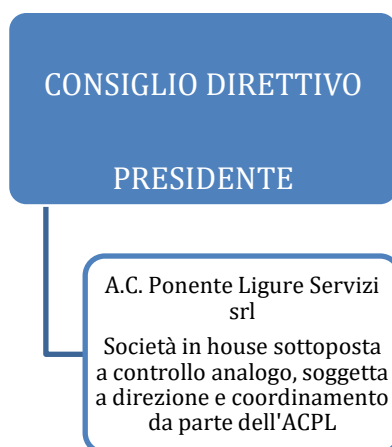 CONSIGLIO DIRETTIVO
PRESIDENTE
A.C. Ponente Ligure Servizi
srl
Società in house sottoposta
a controllo analogo, soggetta
a direzione e coordinamento
da parte dell'ACPL